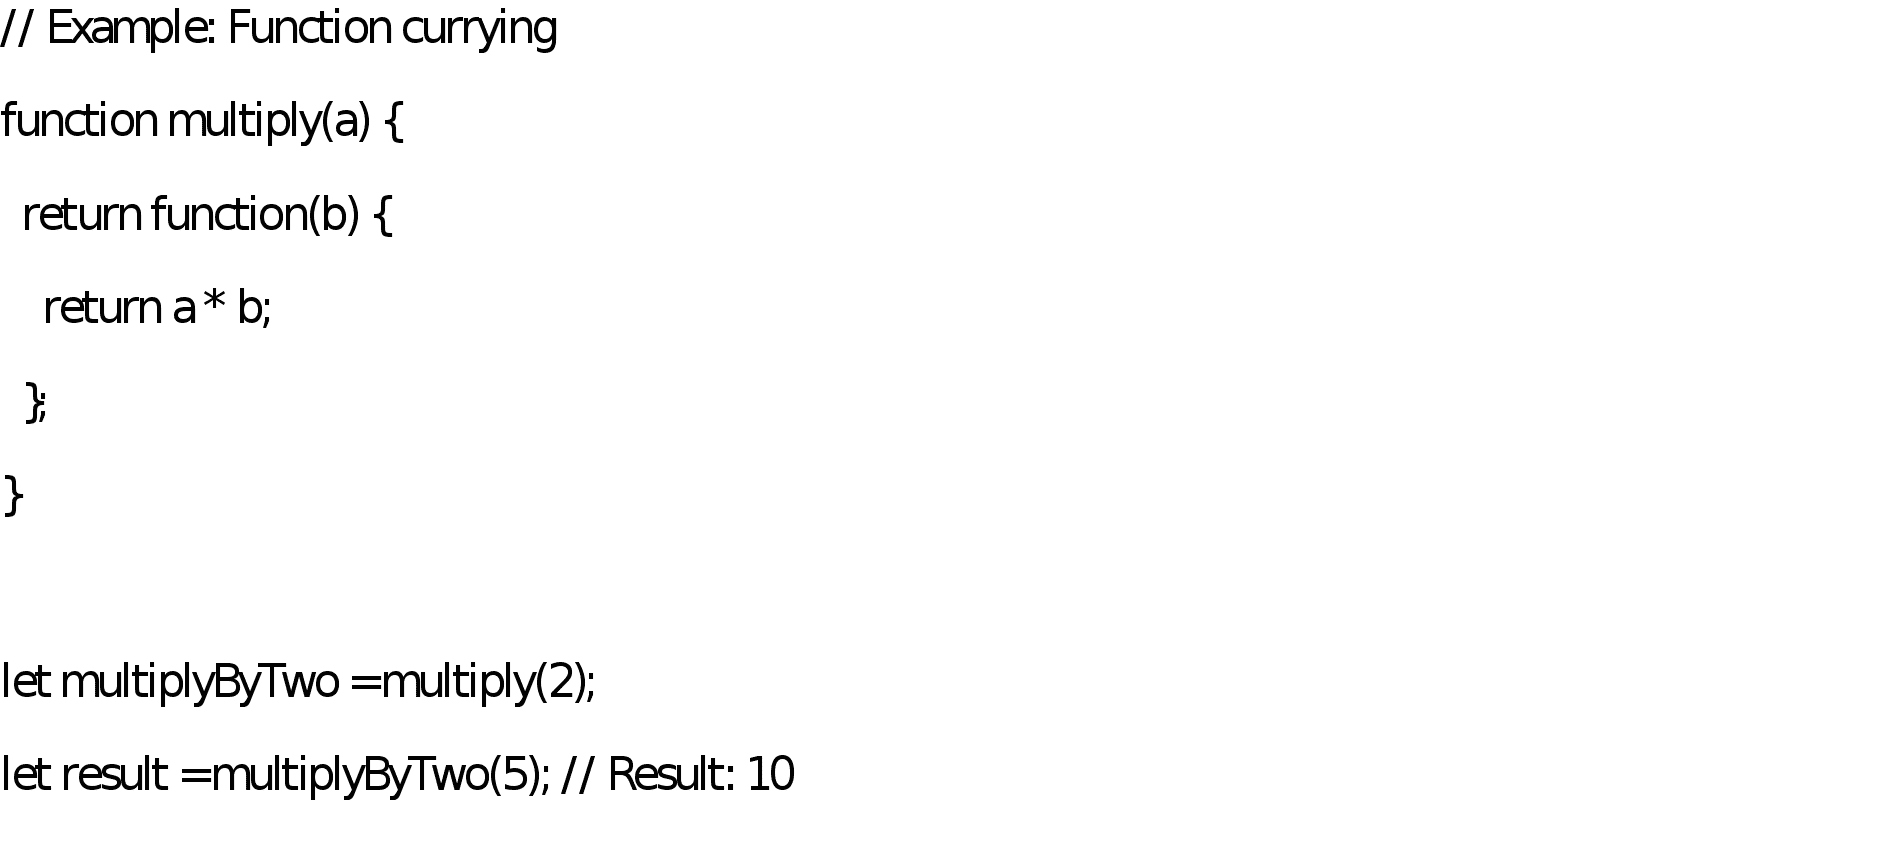 // Example: Function currying
function multiply(a) {
  return function(b) {
    return a * b;
  };
}

let multiplyByTwo = multiply(2);
let result = multiplyByTwo(5); // Result: 10